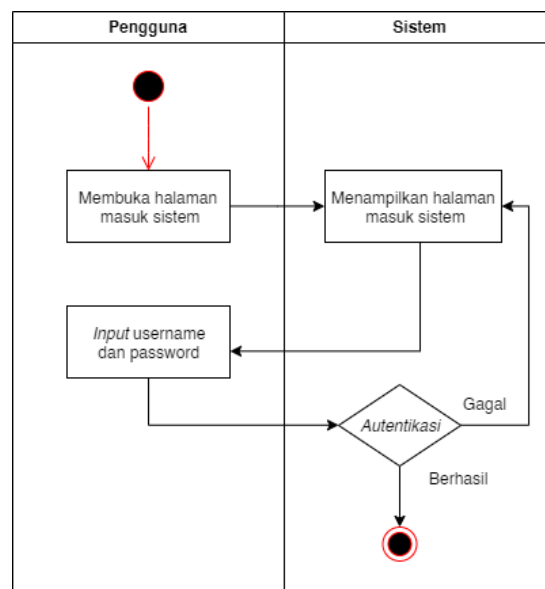 Pengguna
Sistem
Membuka halaman
masuk sistem
Menampilkan halaman
masuk sistem
Input username
dan password
Autentikasi
Gagal
Berhasil